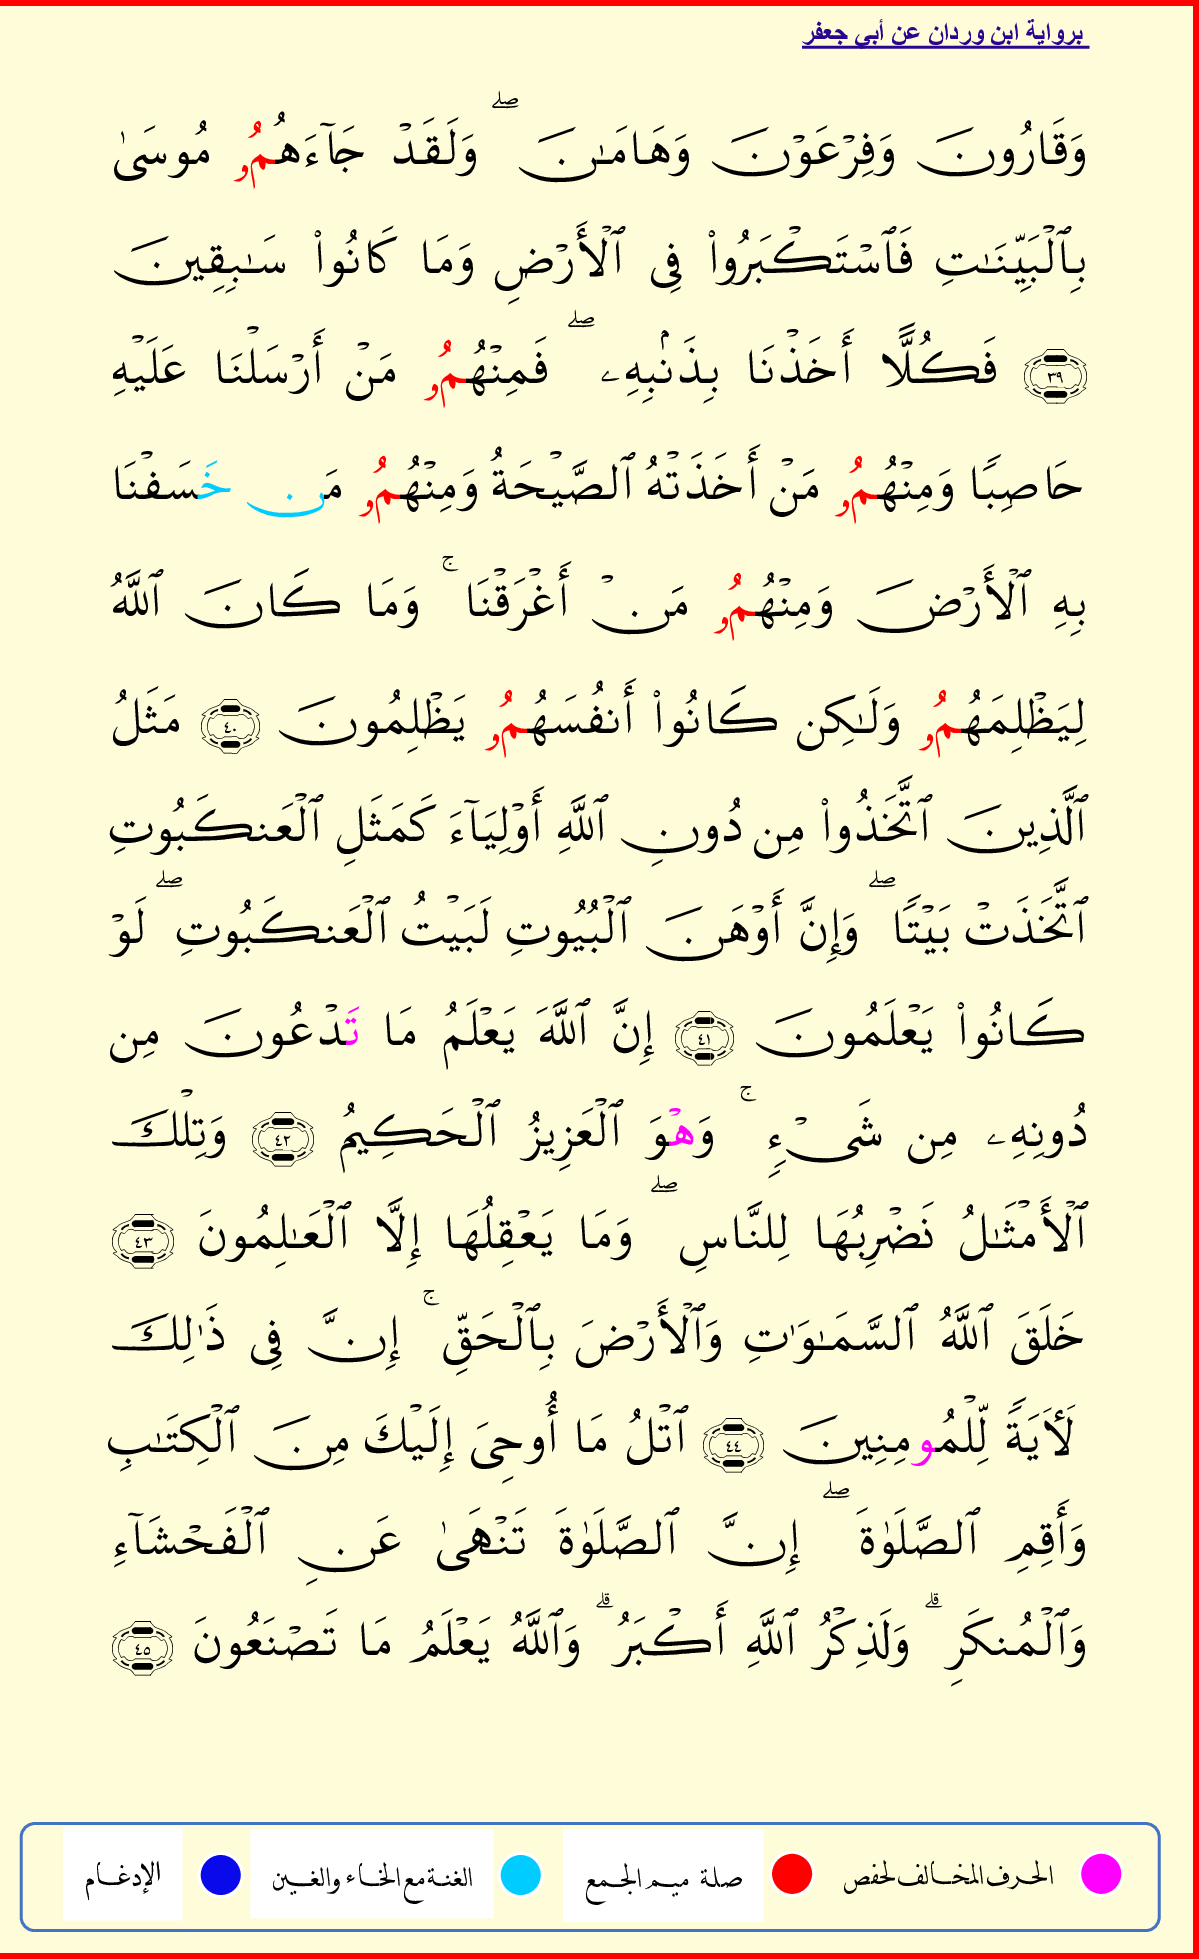 برواية ابن وردان عن أبي جعفر
وَقَٰرُونَ وَفِرْعَوْنَ وَهَٰمَٰنَ ۖ وَلَقَدْ جَآءَهُمُو مُوسَىٰ
بِٱلْبَيِّنَٰتِ فَٱسْتَكْبَرُوا۟ فِى ٱلْأَرْضِ وَمَا كَانُوا۟ سَٰبِقِينَ
٣٩ فَكُلًّا أَخَذْنَا بِذَنۢبِهِۦ ۖ فَمِنْهُمُو مَنْ أَرْسَلْنَا عَلَيْهِ
حَاصِبًا وَمِنْهُمُو مَنْ أَخَذَتْهُ ٱلصَّيْحَةُ وَمِنْهُمُو مَن خَسَفْنَا
بِهِ ٱلْأَرْضَ وَمِنْهُمُو مَنْ أَغْرَقْنَا ۚ وَمَا كَانَ ٱللَّهُ
لِيَظْلِمَهُمُو وَلَٰكِن كَانُوا۟ أَنفُسَهُمُو يَظْلِمُونَ ٤٠ مَثَلُ
ٱلَّذِينَ ٱتَّخَذُوا۟ مِن دُونِ ٱللَّهِ أَوْلِيَآءَ كَمَثَلِ ٱلْعَنكَبُوتِ
ٱتَّخَذَتْ بَيْتًا ۖ وَإِنَّ أَوْهَنَ ٱلْبُيُوتِ لَبَيْتُ ٱلْعَنكَبُوتِ ۖ لَوْ
كَانُوا۟ يَعْلَمُونَ ٤١ إِنَّ ٱللَّهَ يَعْلَمُ مَا تَدْعُونَ مِن
دُونِهِۦ مِن شَىْءٍ ۚ وَهْوَ ٱلْعَزِيزُ ٱلْحَكِيمُ ٤٢ وَتِلْكَ
ٱلْأَمْثَٰلُ نَضْرِبُهَا لِلنَّاسِ ۖ وَمَا يَعْقِلُهَا إِلَّا ٱلْعَٰلِمُونَ ٤٣
خَلَقَ ٱللَّهُ ٱلسَّمَٰوَٰتِ وَٱلْأَرْضَ بِٱلْحَقِّ ۚ إِنَّ فِى ذَٰلِكَ
لَأٓيَةً لِّلْمُومِنِينَ ٤٤ ٱتْلُ مَا أُوحِىَ إِلَيْكَ مِنَ ٱلْكِتَٰبِ
وَأَقِمِ ٱلصَّلَوٰةَ ۖ إِنَّ ٱلصَّلَوٰةَ تَنْهَىٰ عَنِ ٱلْفَحْشَآءِ
وَٱلْمُنكَرِ ۗ وَلَذِكْرُ ٱللَّهِ أَكْبَرُ ۗ وَٱللَّهُ يَعْلَمُ مَا تَصْنَعُونَ ٤٥
الحرف المخالف لحفص صلة ميم الجمع الغنة مع الخاء والغين الإدغام